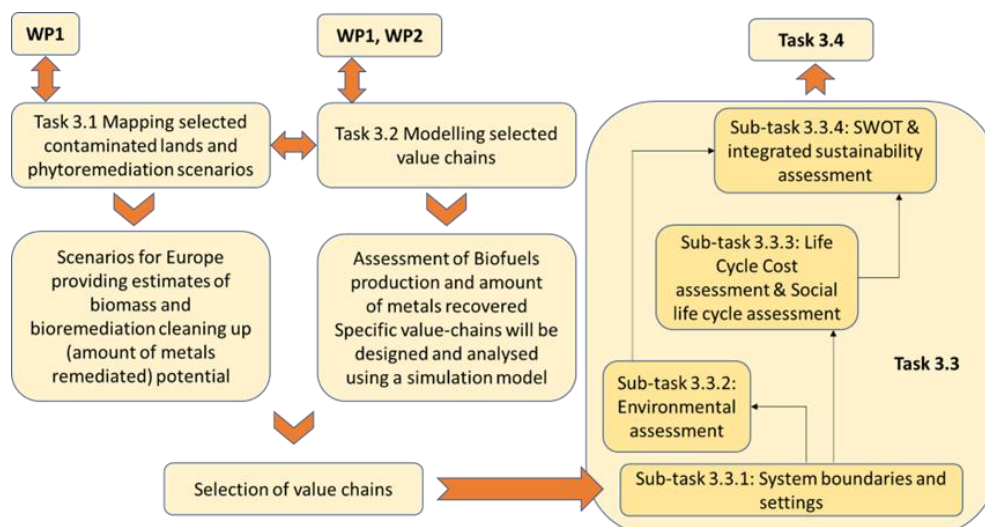 WP1
WP1, WP2
Task 3.4
Task 3.1 Mapping selected
contaminated lands and
phytoremediation scenarios
Task 3.2 Modelling selected
value chains
Sub-task 3.3.4: SWOT &
integrated sustainability
assessment
Scenarios for Europe
providing estimates of
biomass and
bioremediation cleaning up
(amount of metals
remediated) potential
Assessment of Biofuels
production and amount
of metals recovered
Specific value-chains will be
designed and analysed
using a simulation model
Sub-task 3.3.3: Life
Cycle Cost
assessment & Social
life cycle assessment
Task 3.3
Sub-task 3.3.2:
Environmental
assessment
Selection of value chains
Sub-task 3.3.1: System boundaries and
settings